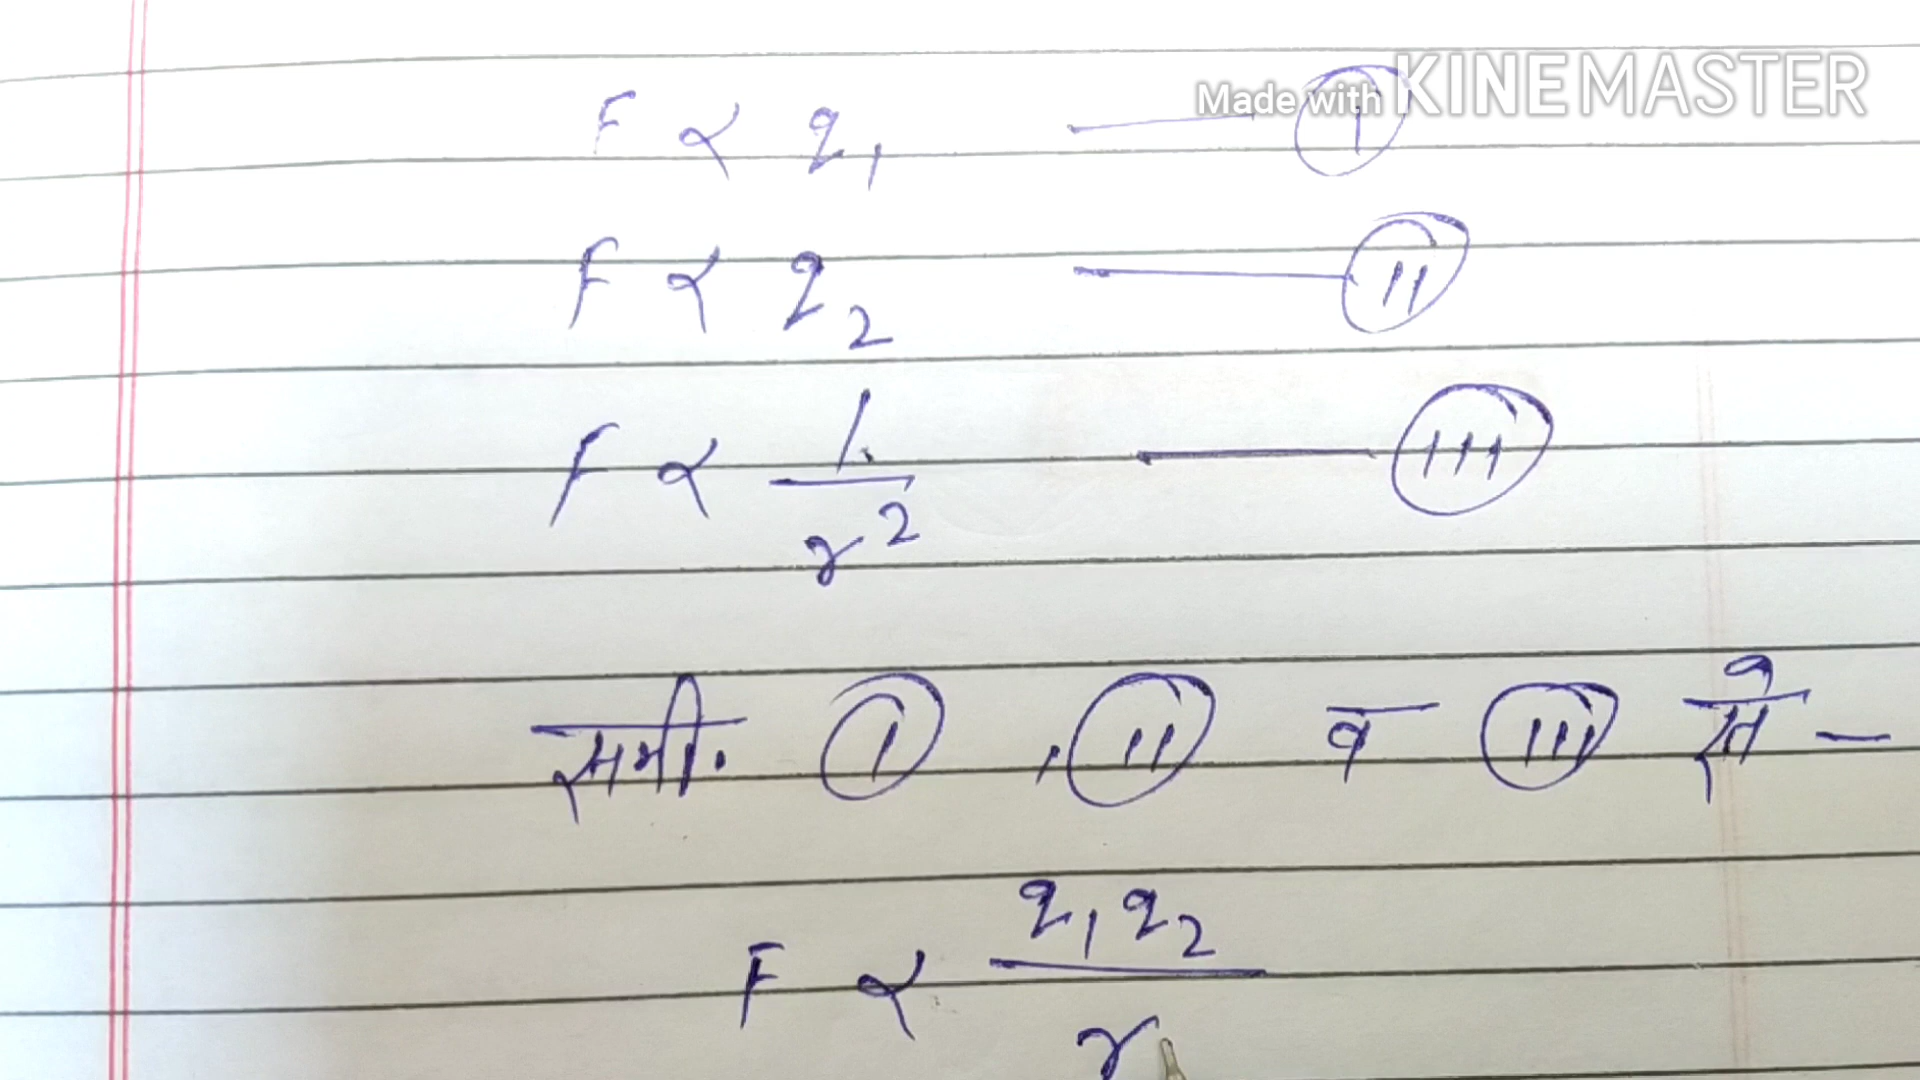 Made with KINEMASTER
F ∝ q₁ — (I)
F ∝ q₂ — (II)
F ∝ 1/r² — (III)
समी. (I), (II) व (III) से —
F ∝ q₁q₂/r